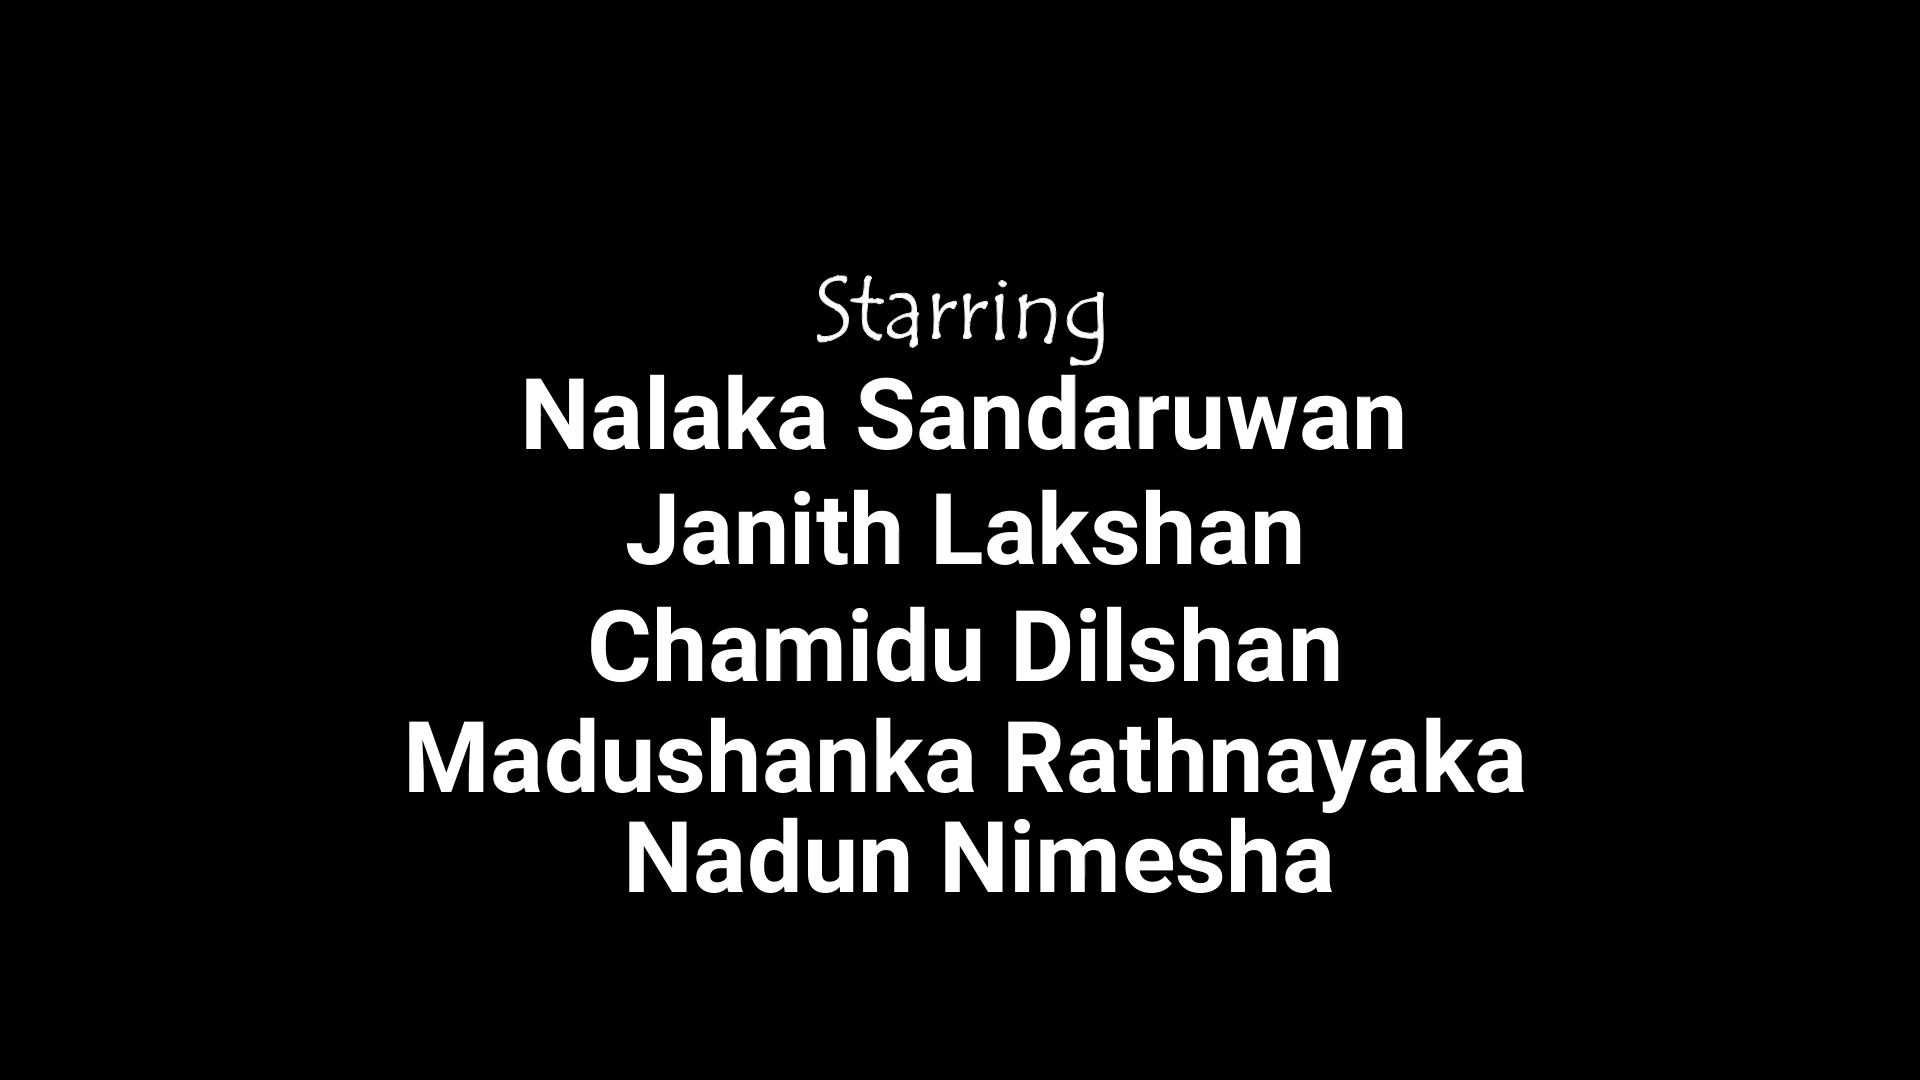 Starring
Nalaka Sandaruwan
Janith Lakshan
Chamidu Dilshan
Madushanka Rathnayaka
Nadun Nimesha